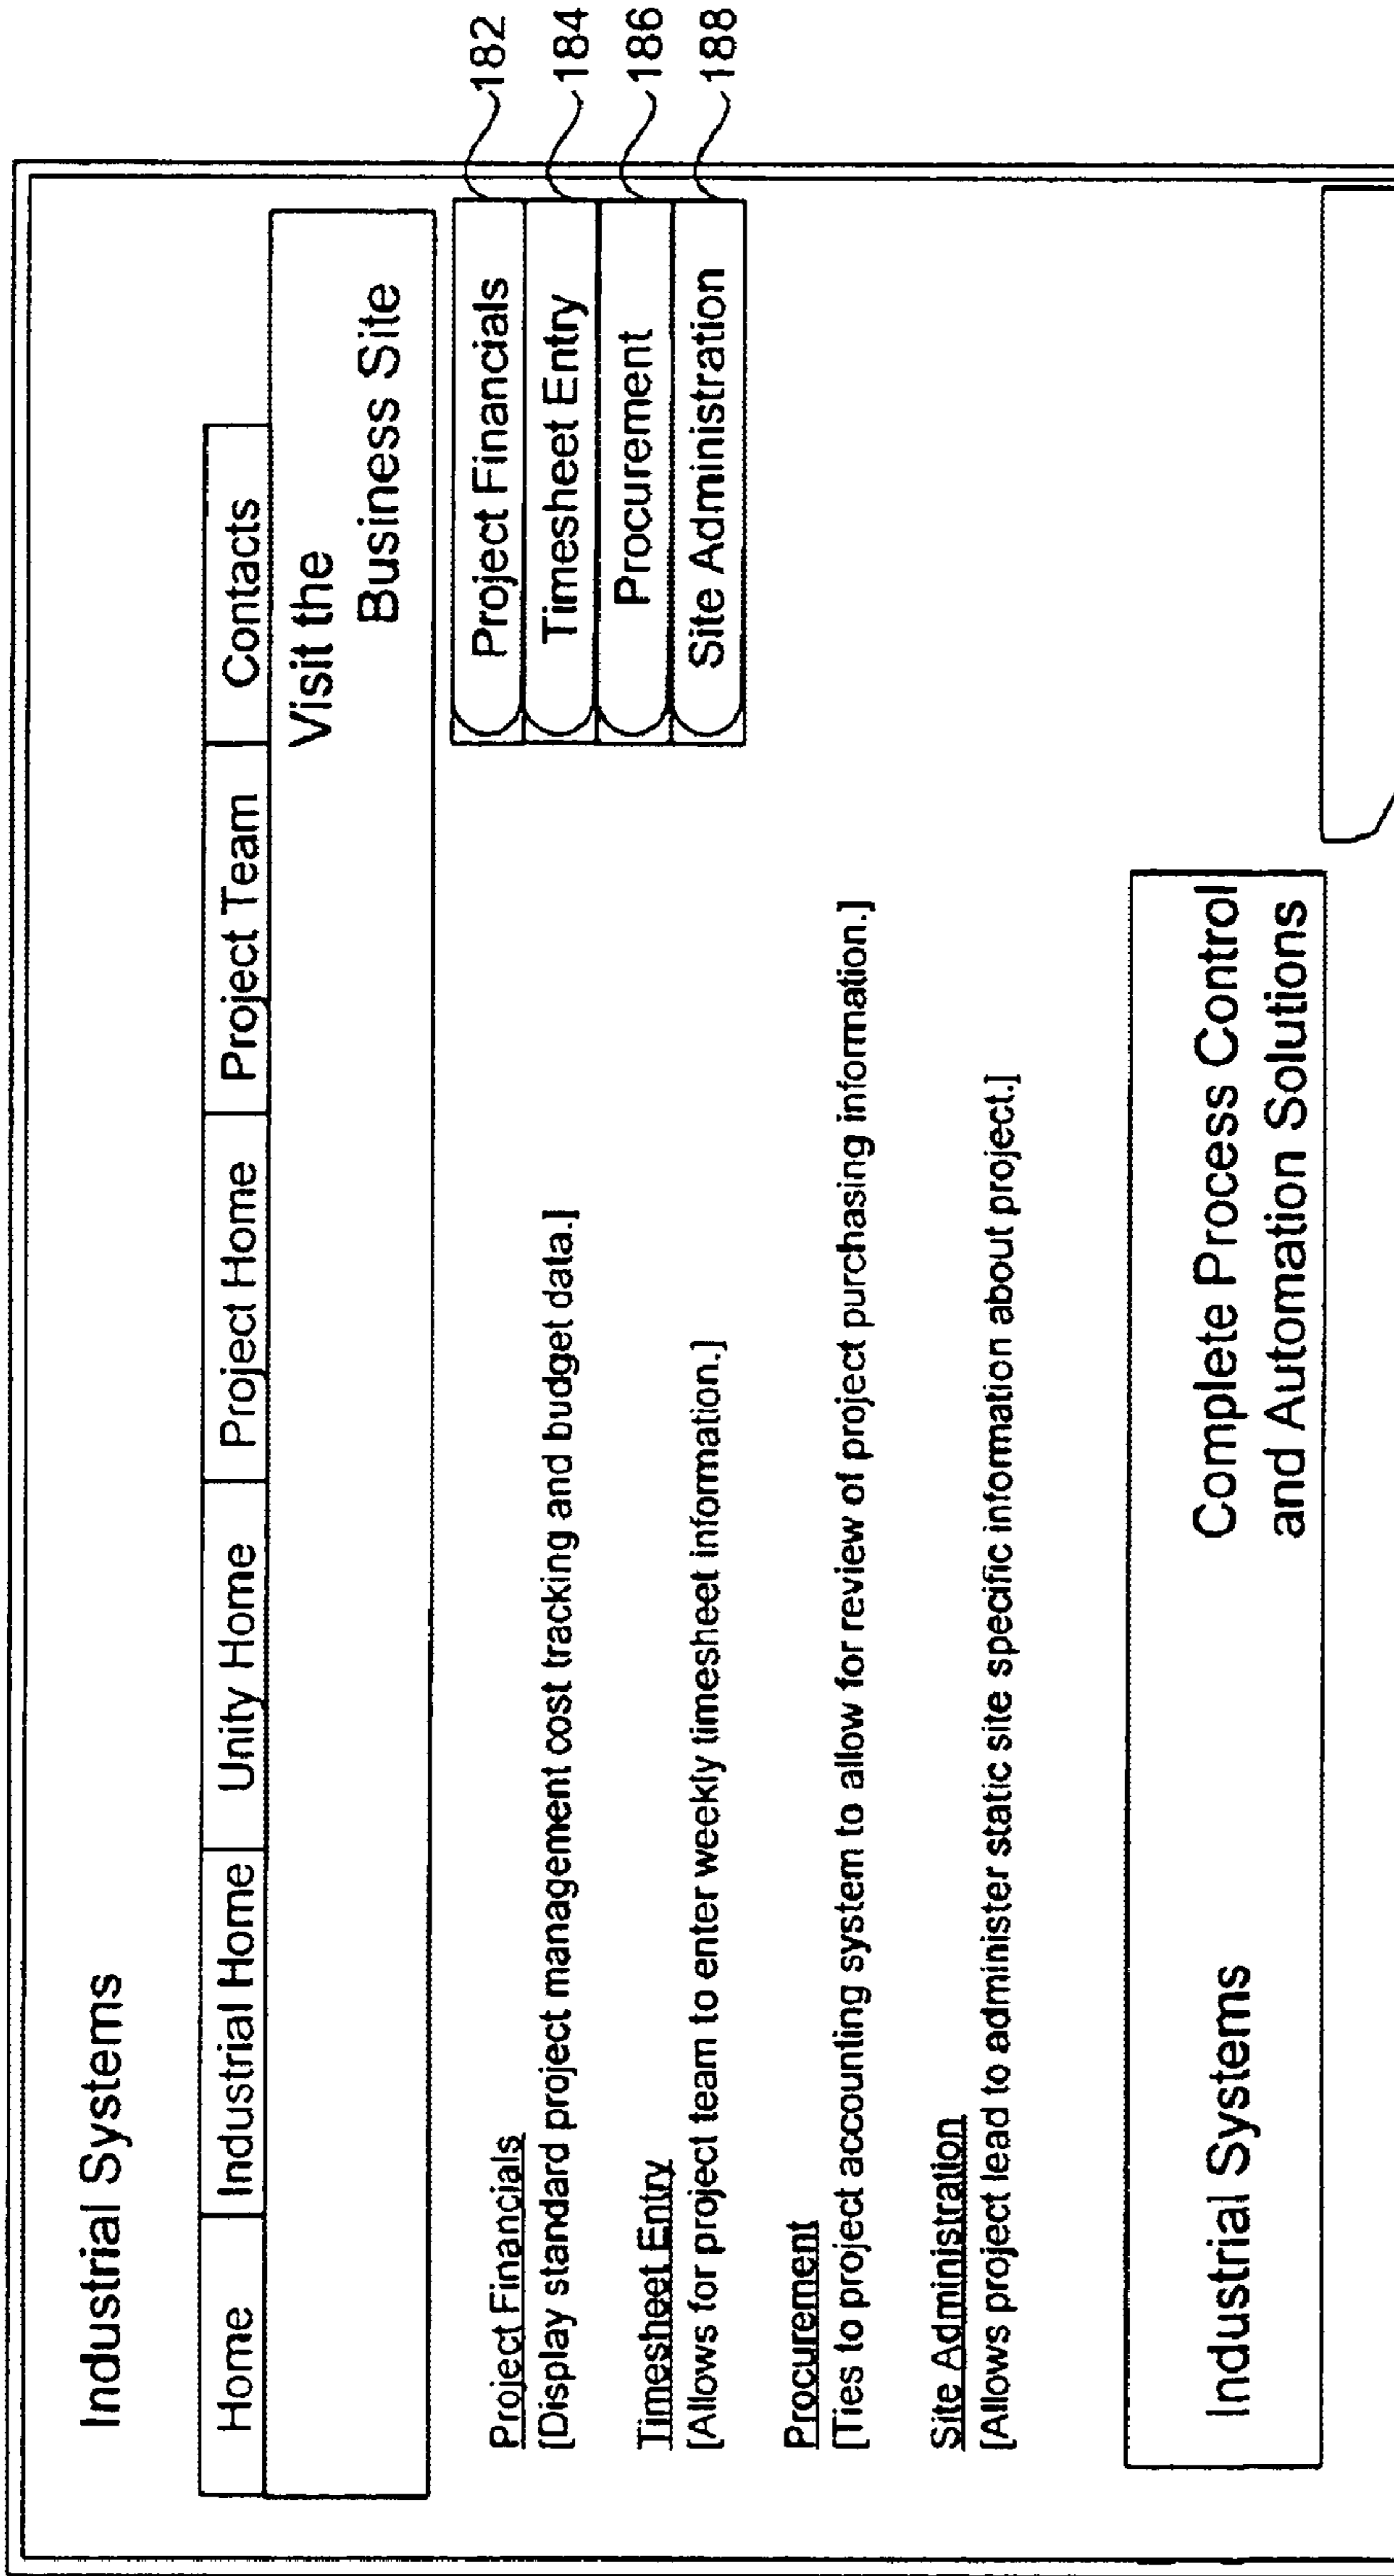 Industrial Systems
Home Industrial Home Unity Home Project Home Project Team Contacts
Visit the
Business Site
Project Financials 182
Timesheet Entry 184
Procurement 186
Site Administration 188
Project Financials
[Display standard project management cost tracking and budget data.]
Timesheet Entry
[Allows for project team to enter weekly timesheet information.]
Procurement
[Ties to project accounting system to allow for review of project purchasing information.]
Site Administration
[Allows project lead to administer static site specific information about project.]
Industrial Systems
Complete Process Control
and Automation Solutions